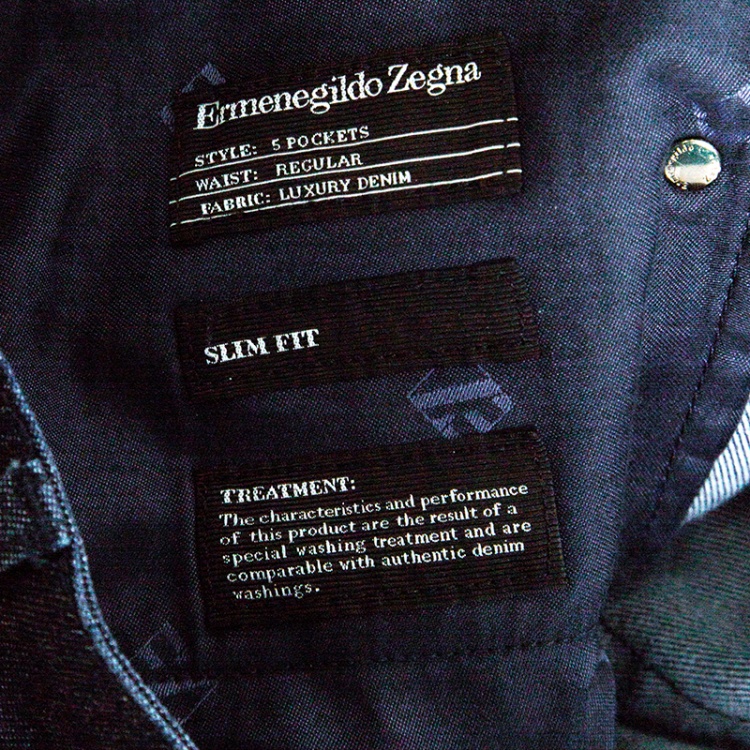 Ermenegildo Zegna
STYLE: 5 POCKETS
WAIST: REGULAR
FABRIC: LUXURY DENIM
SLIM FIT
TREATMENT:
The characteristics and performance
of this product are the result of a
special washing treatment and are
comparable with authentic denim
washings.